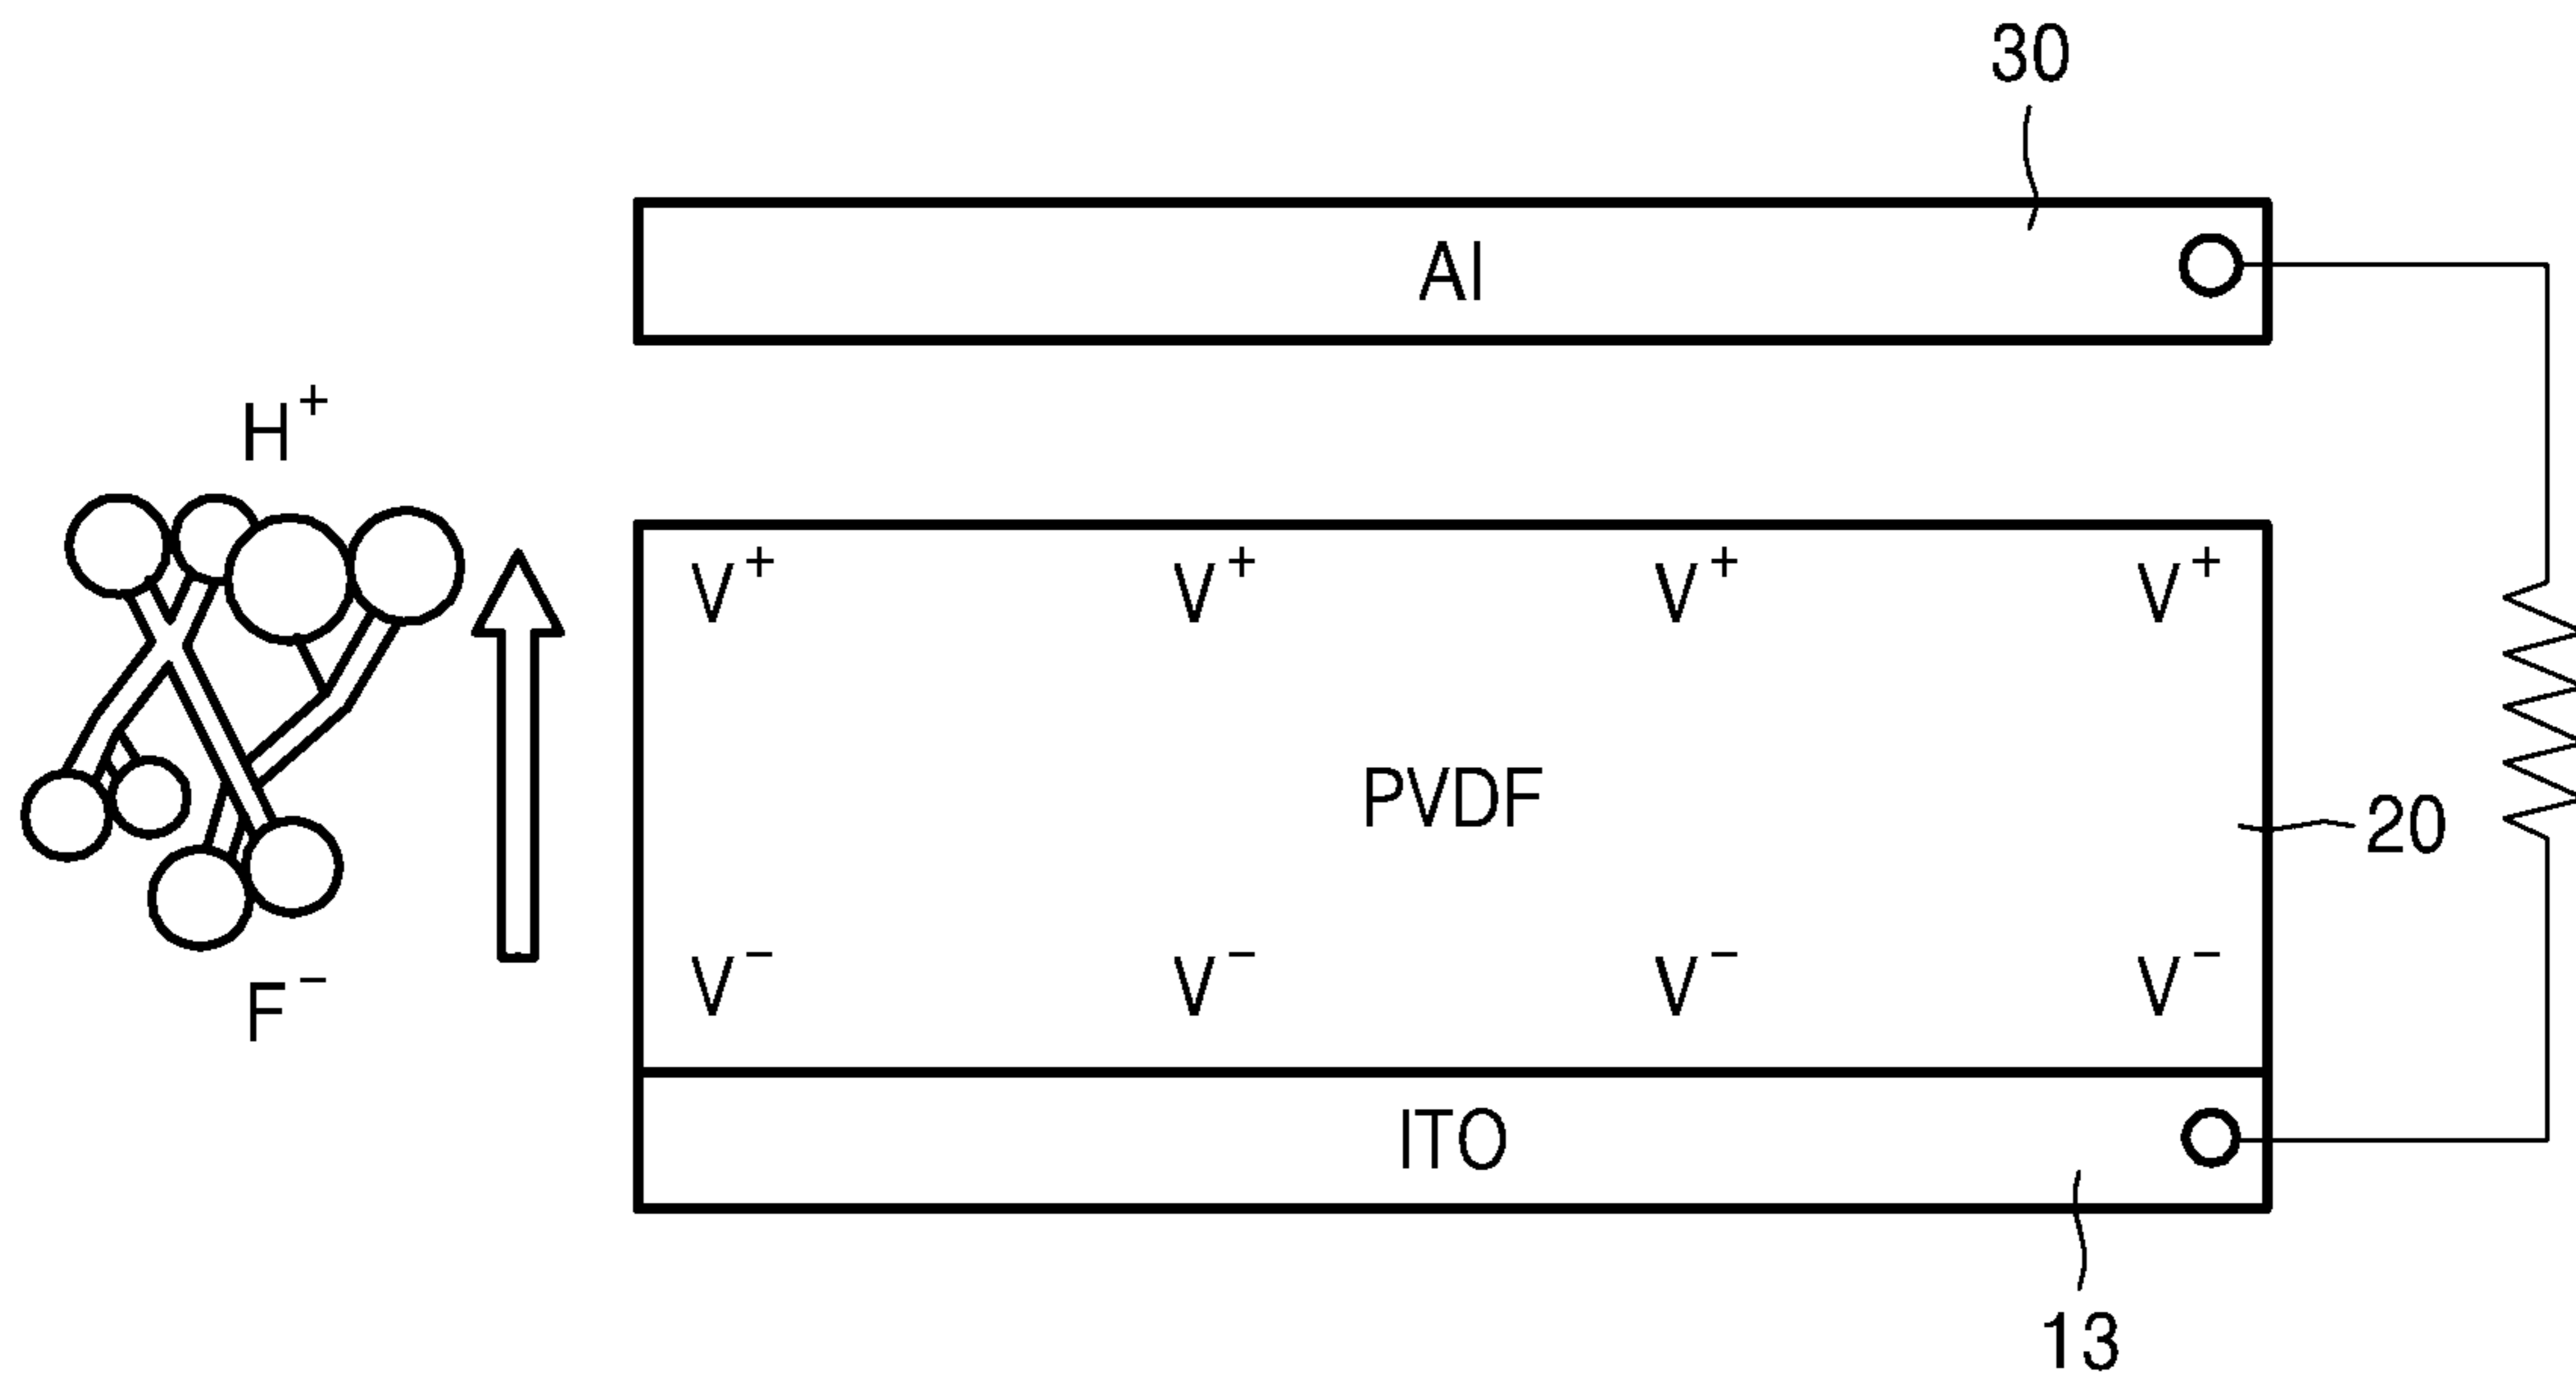 30
Al
H+
V+ V+ V+ V+
PVDF
20
V− V− V− V−
F−
ITO
13